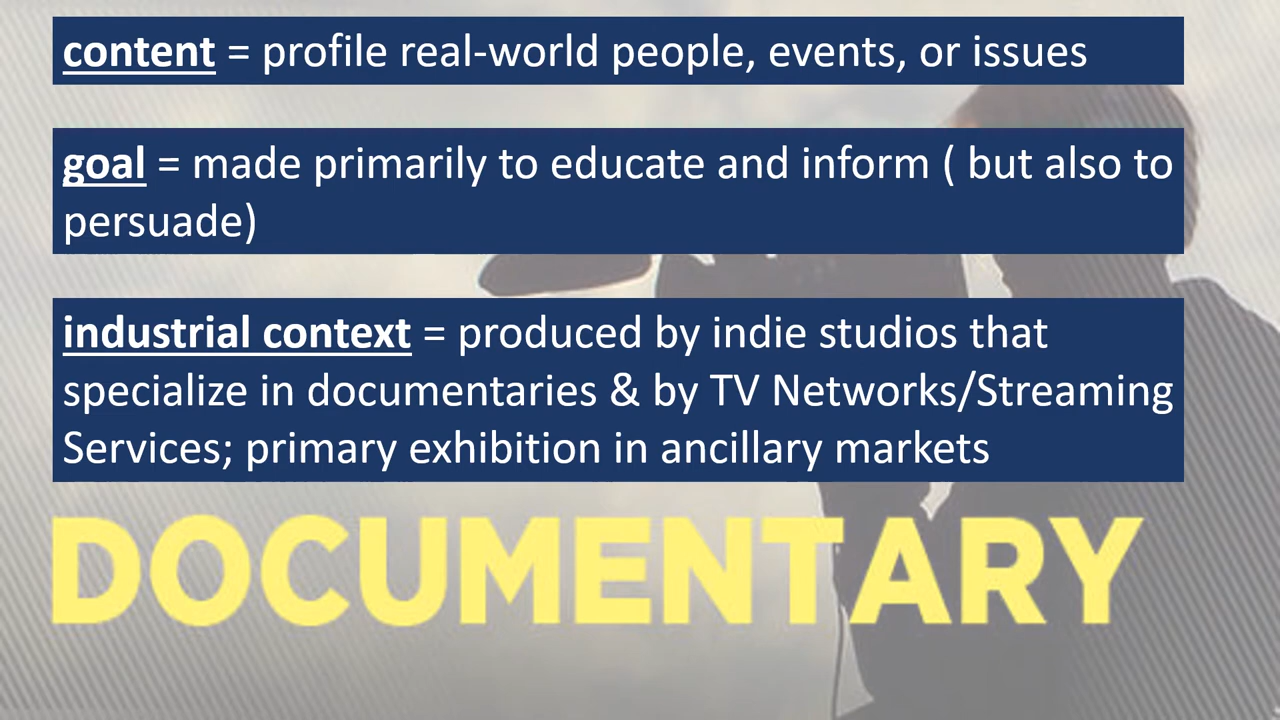 content = profile real-world people, events, or issues
goal = made primarily to educate and inform ( but also to
persuade)
industrial context = produced by indie studios that
specialize in documentaries & by TV Networks/Streaming
Services; primary exhibition in ancillary markets
DOCUMENTARY